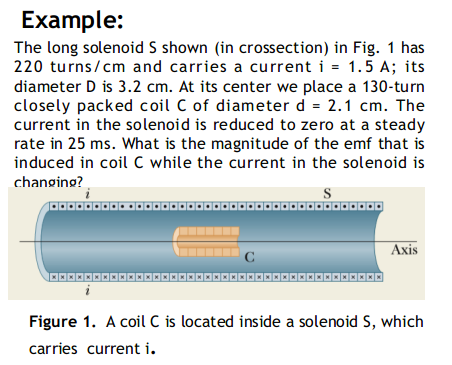 Example:
The long solenoid S shown (in crossection) in Fig. 1 has
220 turns/cm and carries a current i = 1.5 A; its
diameter D is 3.2 cm. At its center we place a 130-turn
closely packed coil C of diameter d = 2.1 cm. The
current in the solenoid is reduced to zero at a steady
rate in 25 ms. What is the magnitude of the emf that is
induced in coil C while the current in the solenoid is
changing?
i S
Axis
C
i
Figure 1. A coil C is located inside a solenoid S, which
carries current i.